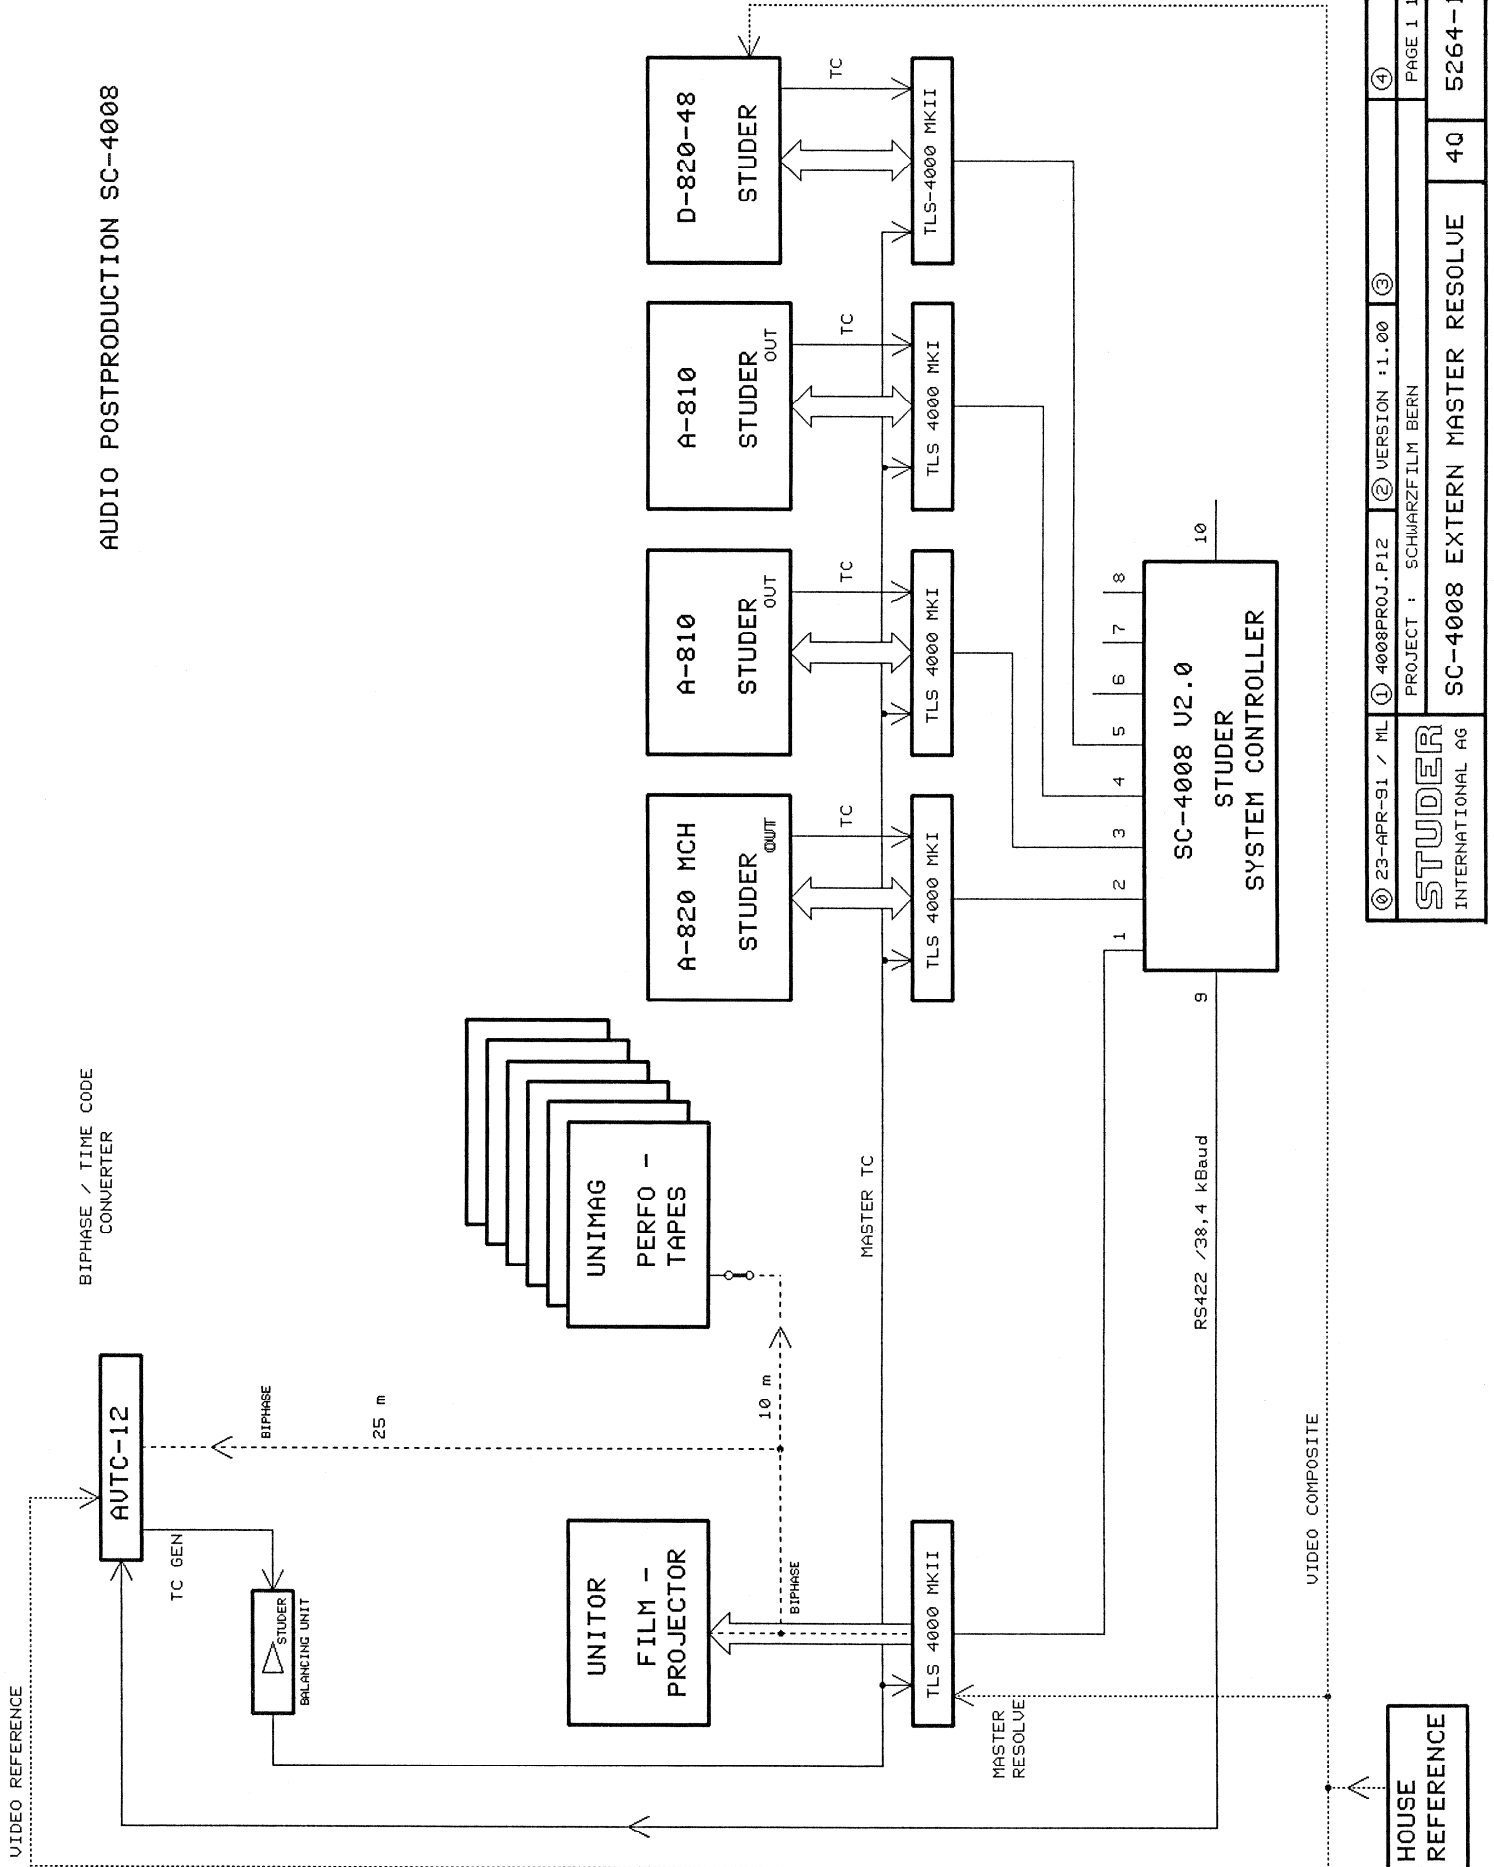 AUDIO POSTPRODUCTION SC-4008
VIDEO REFERENCE
AVTC-12
BIPHASE / TIME CODE
CONVERTER
TC GEN
STUDER
BALANCING UNIT
BIPHASE
25 m
10 m
UNITOR
FILM -
PROJECTOR
BIPHASE
UNIMAG
PERFO -
TAPES
A-820 MCH
STUDER
OUT
TC
A-810
STUDER
OUT
TC
A-810
STUDER
OUT
TC
D-820-48
STUDER
TC
MASTER TC
TLS 4000 MKII
TLS 4000 MKI
TLS 4000 MKI
TLS 4000 MKI
TLS-4000 MKII
MASTER
RESOLVE
1
2
3
4
5
6
7
8
9
10
SC-4008 V2.0
STUDER
SYSTEM CONTROLLER
RS422 /38,4 kBaud
VIDEO COMPOSITE
HOUSE
REFERENCE
0 23-APR-91 / ML
1 4008PROJ.P12
2 VERSION :1.00
3
4
STUDER
INTERNATIONAL AG
PROJECT : SCHWARZFILM BERN
PAGE 1 1
SC-4008 EXTERN MASTER RESOLVE
4Q
5264-1